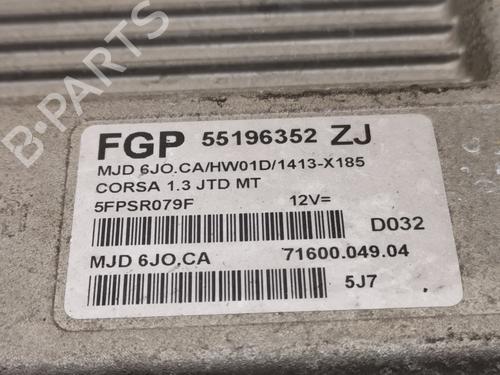 B-PARTS
FGP 55196352 ZJ
MJD 6JO.CA/HW01D/1413-X185
CORSA 1.3 JTD MT
5FPSR079F 12V=
D032
MJD 6JO.CA 71600.049.04
5J7